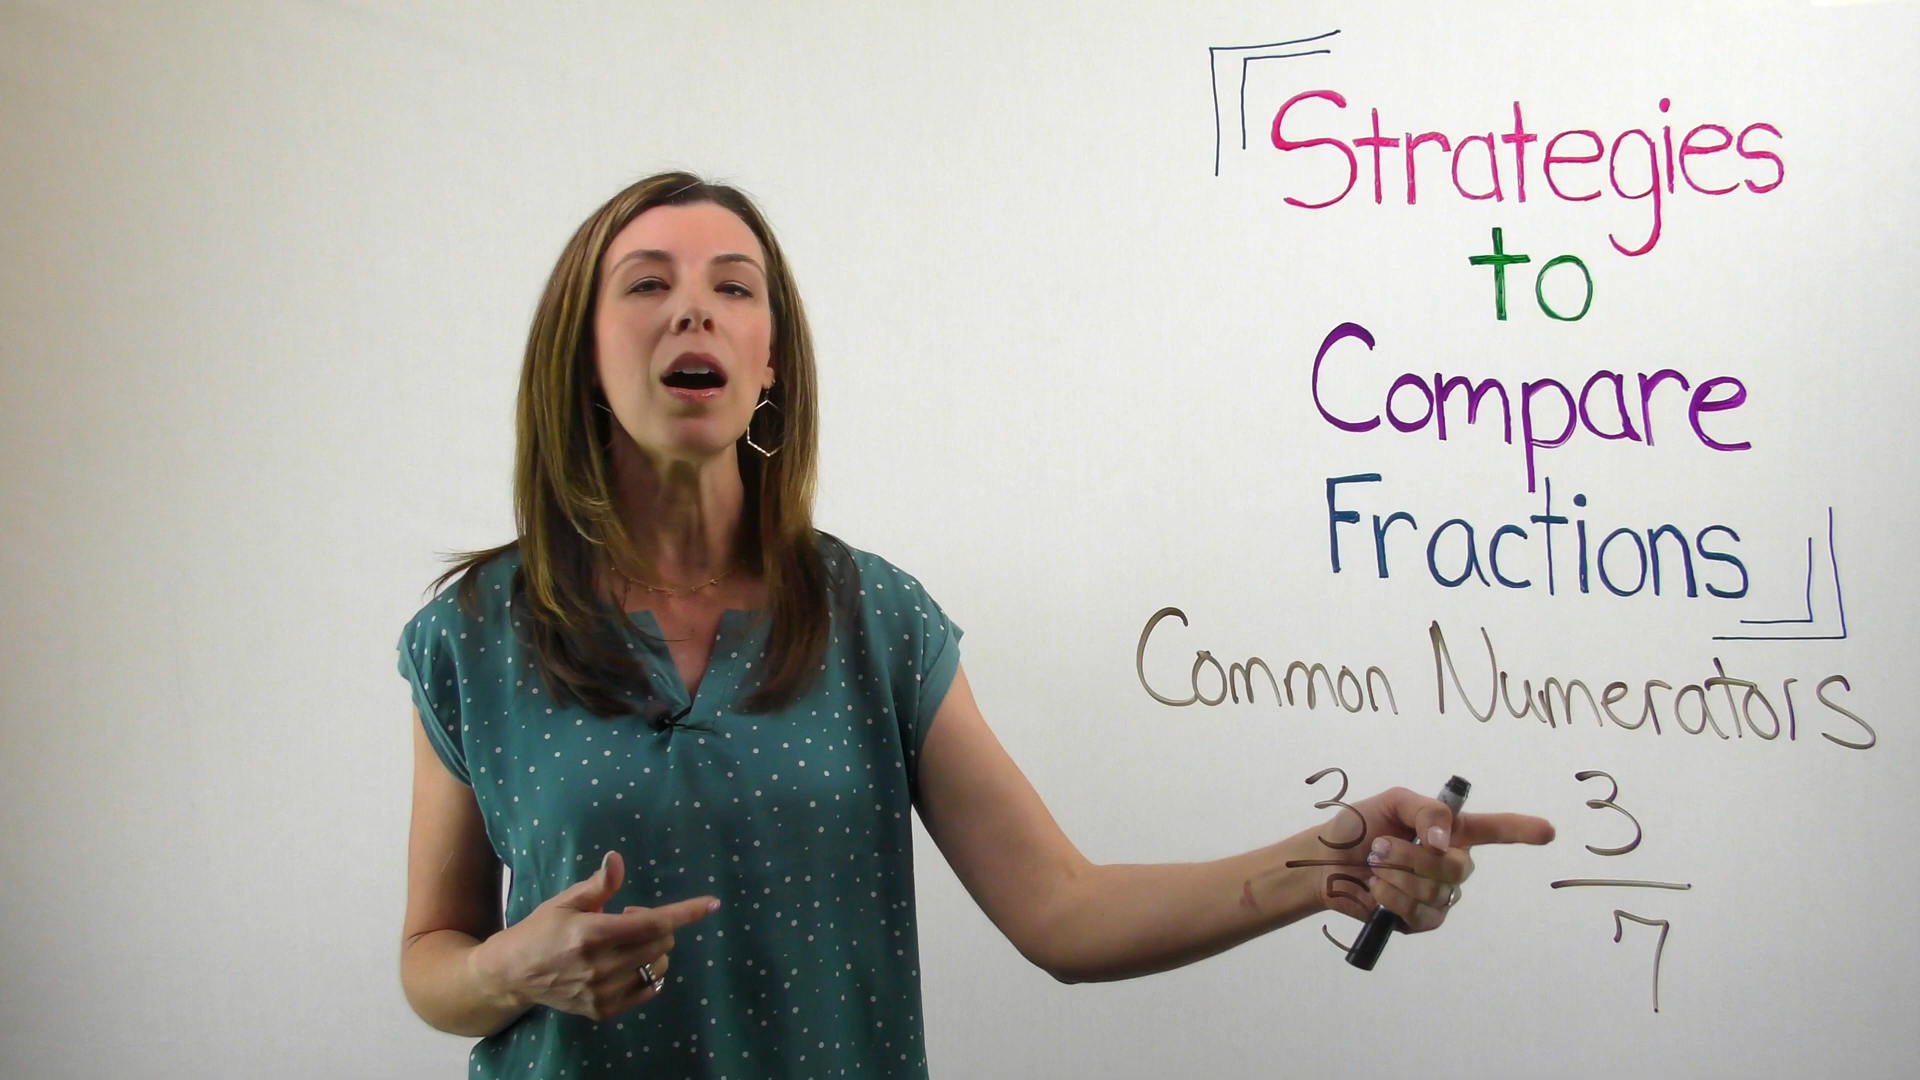 Strategies
to
Compare
Fractions
Common Numerators
3 3
5 7